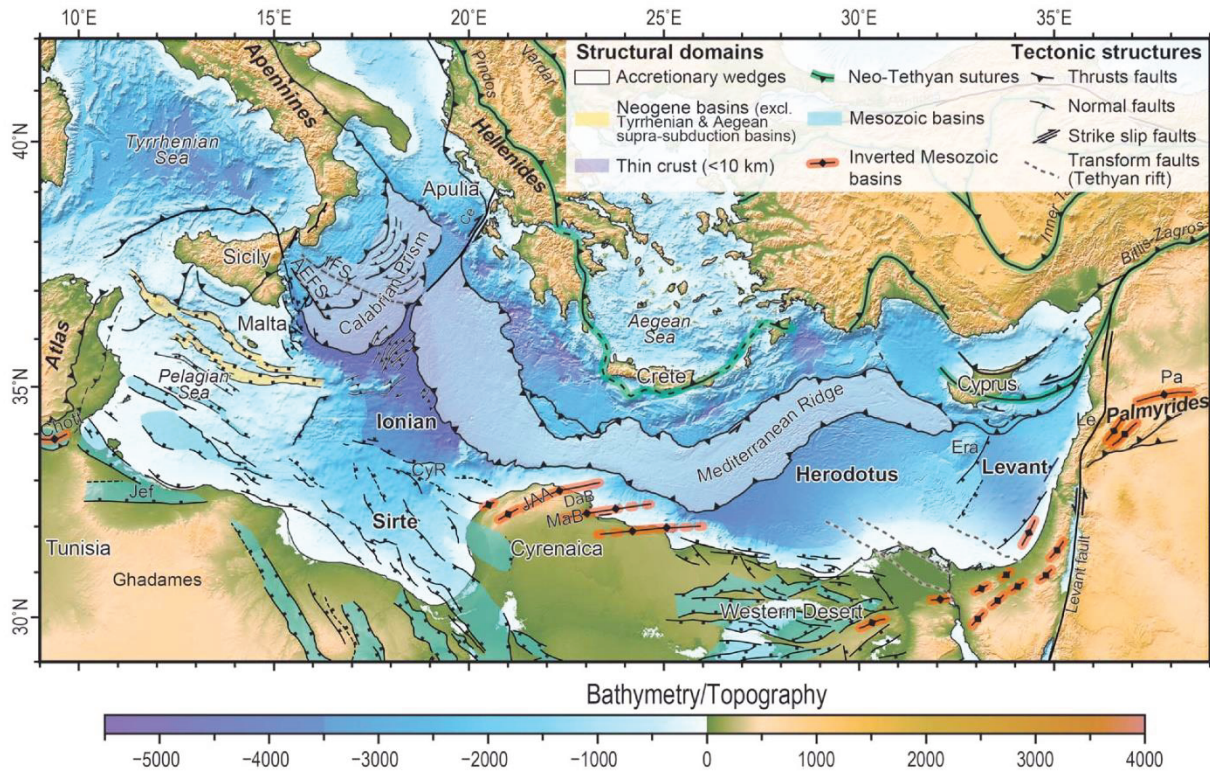 10°E 15°E 20°E 25°E 30°E 35°E
Structural domains
Accretionary wedges
Neogene basins (excl.
Tyrrhenian & Aegean
supra-subduction basins)
Thin crust (<10 km)
Neo-Tethyan sutures
Mesozoic basins
Inverted Mesozoic
basins
Tectonic structures
Thrusts faults
Normal faults
Strike slip faults
Transform faults
(Tethyan rift)
40°N
35°N
30°N
Apennines
Pindos
Vardar
Hellenides
Tyrrhenian
Sea
Apulia
Ce
Inner Ta
Bitlis-Zagros
Sicily
AEFS
IFS
Calabrian Prism
Malta
Aegean
Sea
Atlas
Pelagian
Sea
Crete
Cyprus
Pa
Palmyrides
Chott
Ionian
Le
Mediterranean Ridge
Era
Levant
Herodotus
CyR
Jef
JAA
DaB
MaB
Sirte
Cyrenaica
Tunisia
Ghadames
Western Desert
Levant fault
Bathymetry/Topography
−5000 −4000 −3000 −2000 −1000 0 1000 2000 3000 4000